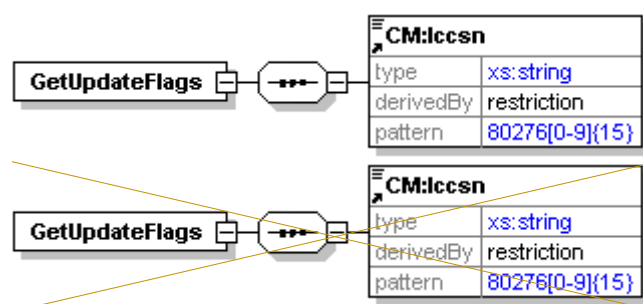 CM:lccsn
GetUpdateFlags
type xs:string
derivedBy restriction
pattern 80276[0-9]{15}
CM:lccsn
GetUpdateFlags
type xs:string
derivedBy restriction
pattern 80276[0-9]{15}